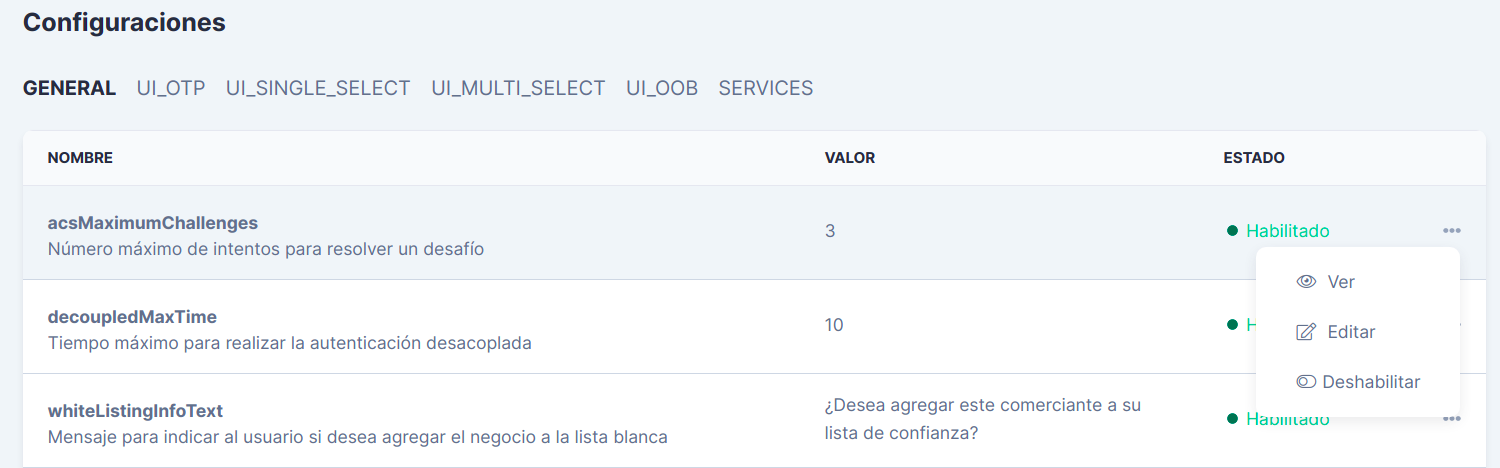 Configuraciones
GENERAL UI_OTP UI_SINGLE_SELECT UI_MULTI_SELECT UI_OOB SERVICES
NOMBRE VALOR ESTADO
acsMaximumChallenges
Número máximo de intentos para resolver un desafío
3 Habilitado
Ver
decoupledMaxTime
Tiempo máximo para realizar la autenticación desacoplada
10
Editar
Deshabilitar
whiteListingInfoText
Mensaje para indicar al usuario si desea agregar el negocio a la lista blanca
¿Desea agregar este comerciante a su
lista de confianza?
Habilitado